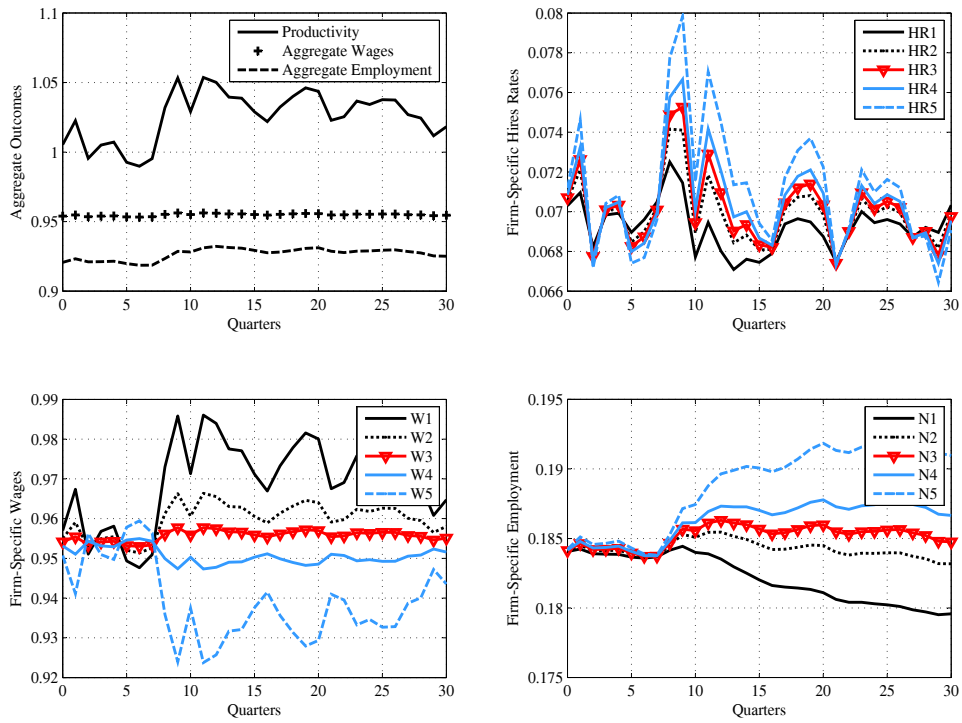 1.1
1.05
1
0.95
0.9
0 5 10 15 20 25 30
Quarters
Aggregate Outcomes
Productivity
Aggregate Wages
Aggregate Employment
0.08
0.078
0.076
0.074
0.072
0.07
0.068
0.066
0 5 10 15 20 25 30
Quarters
Firm-Specific Hires Rates
HR1
HR2
HR3
HR4
HR5
0.99
0.98
0.97
0.96
0.95
0.94
0.93
0.92
0 5 10 15 20 25 30
Quarters
Firm-Specific Wages
W1
W2
W3
W4
W5
0.195
0.19
0.185
0.18
0.175
0 5 10 15 20 25 30
Quarters
Firm-Specific Employment
N1
N2
N3
N4
N5